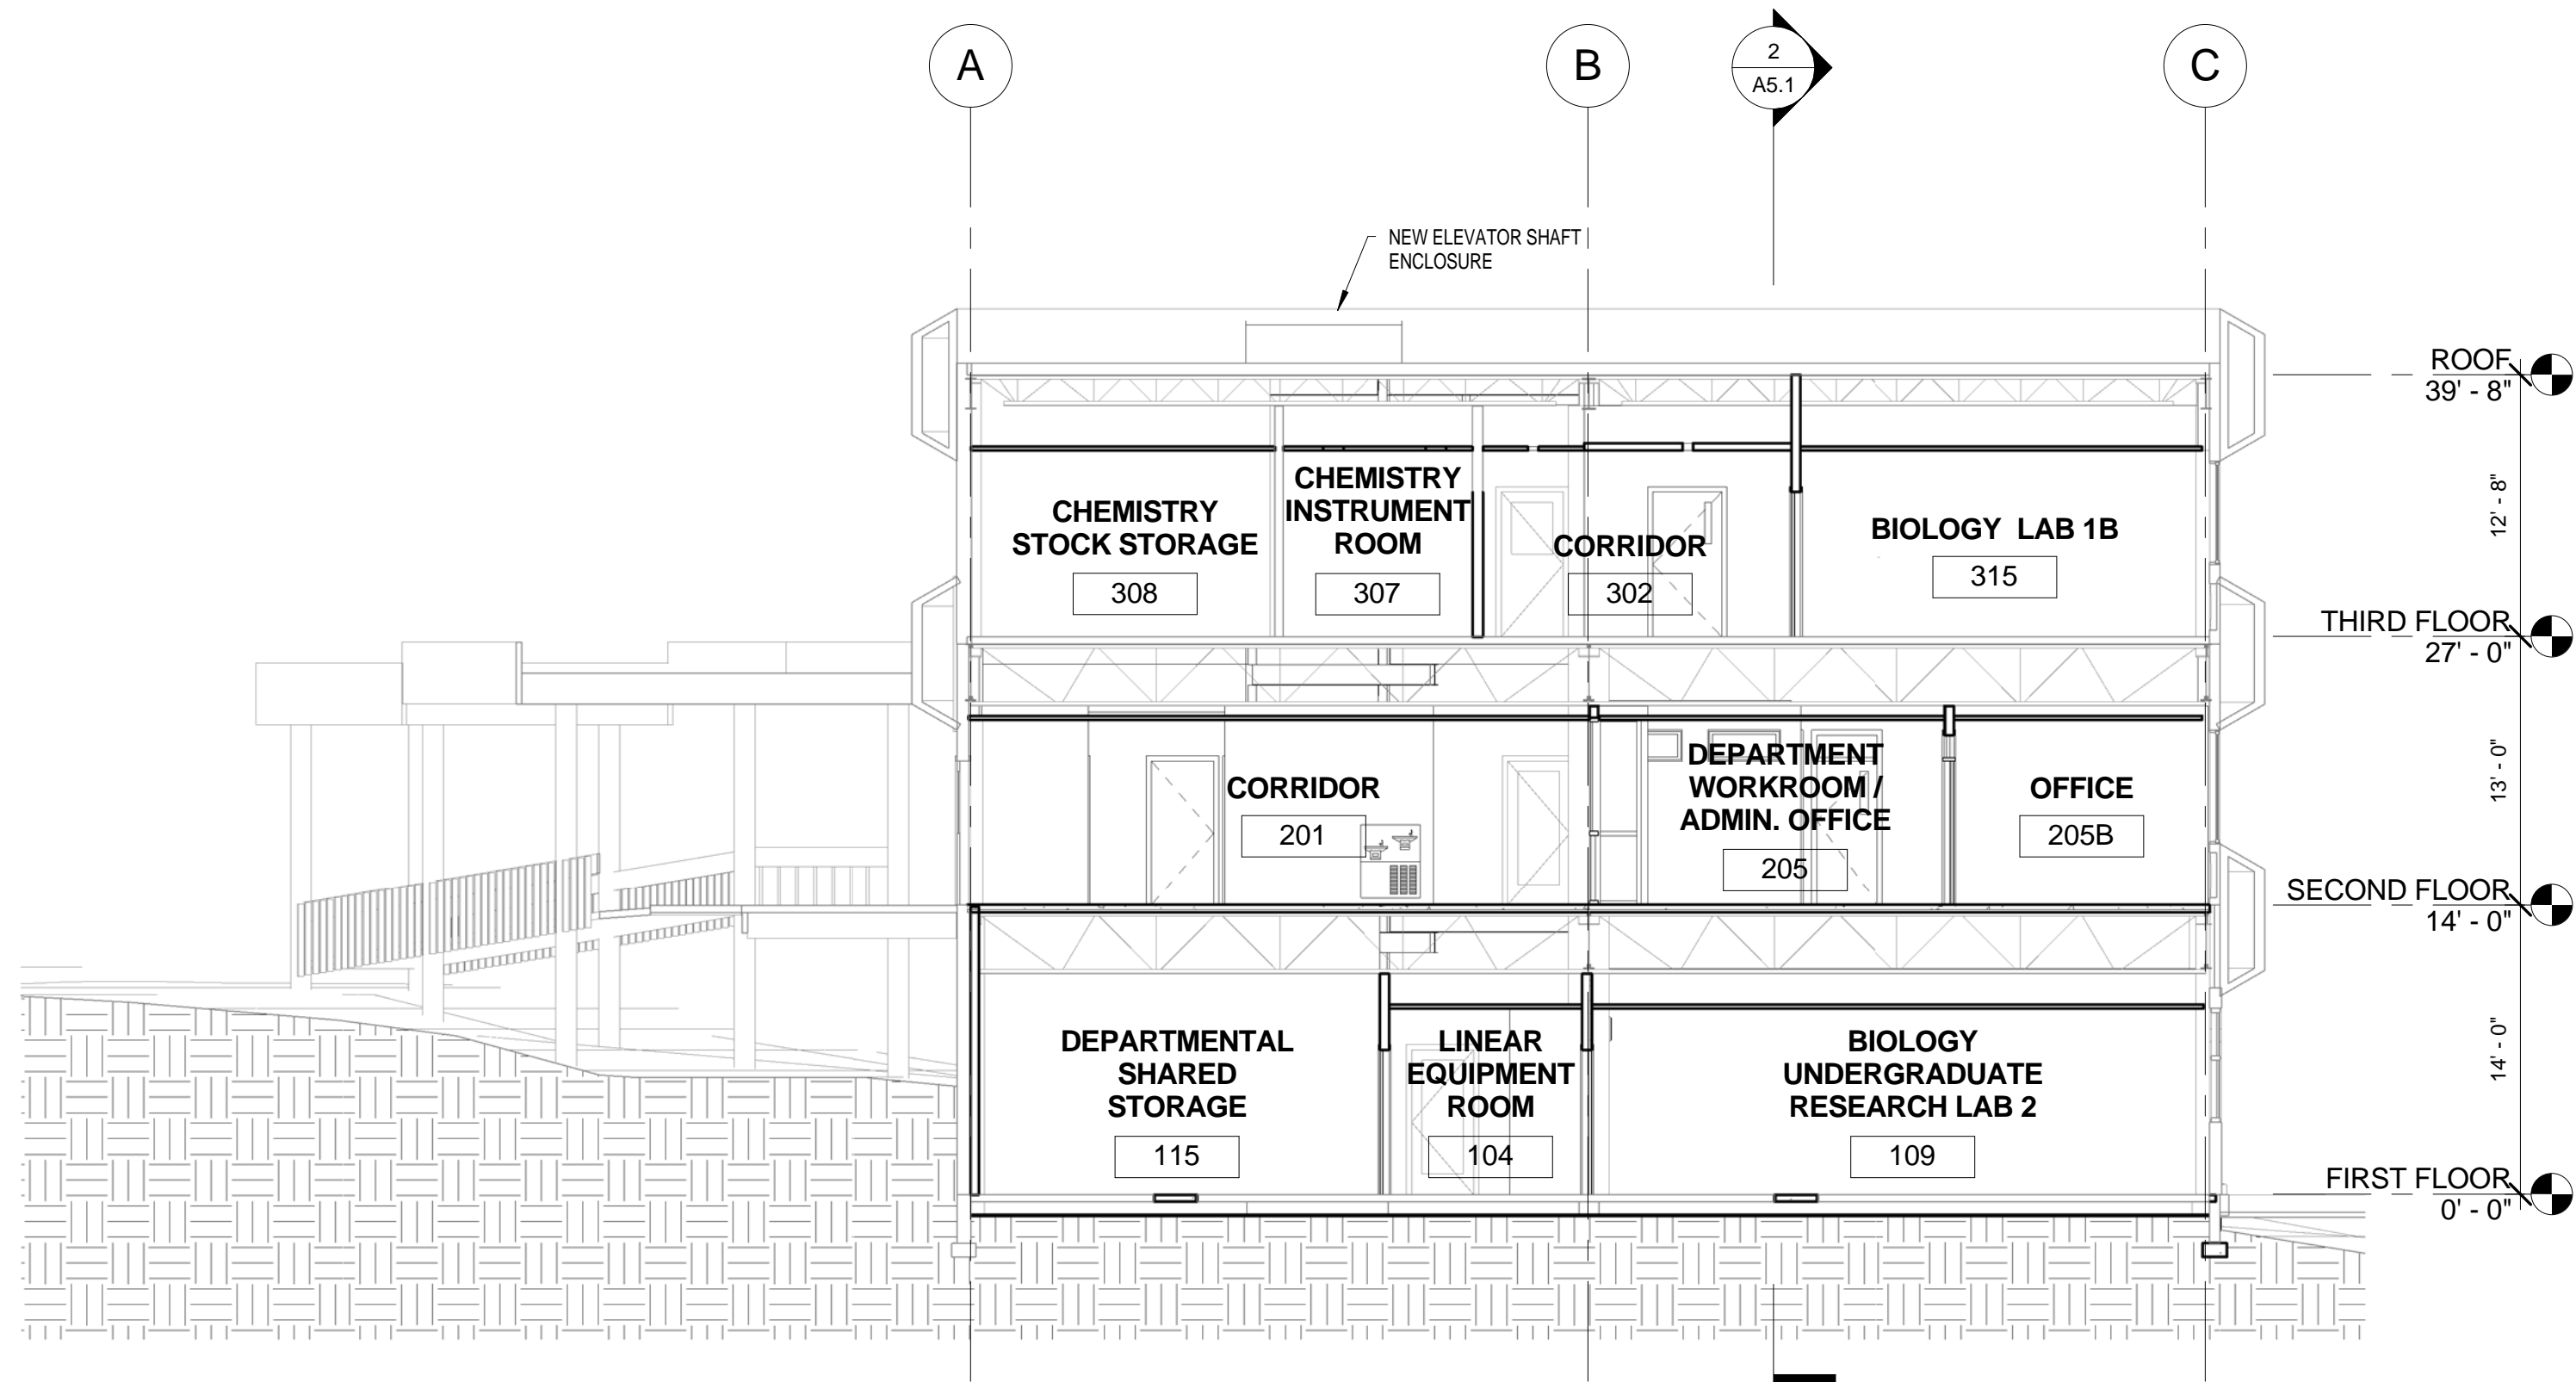 A
B
2
A5.1
C
NEW ELEVATOR SHAFT
ENCLOSURE
ROOF
39' - 8"
12' - 8"
CHEMISTRY
STOCK STORAGE
308
CHEMISTRY
INSTRUMENT
ROOM
307
CORRIDOR
302
BIOLOGY LAB 1B
315
THIRD FLOOR
27' - 0"
13' - 0"
CORRIDOR
201
DEPARTMENT
WORKROOM /
ADMIN. OFFICE
205
OFFICE
205B
SECOND FLOOR
14' - 0"
14' - 0"
DEPARTMENTAL
SHARED
STORAGE
115
LINEAR
EQUIPMENT
ROOM
104
BIOLOGY
UNDERGRADUATE
RESEARCH LAB 2
109
FIRST FLOOR
0' - 0"